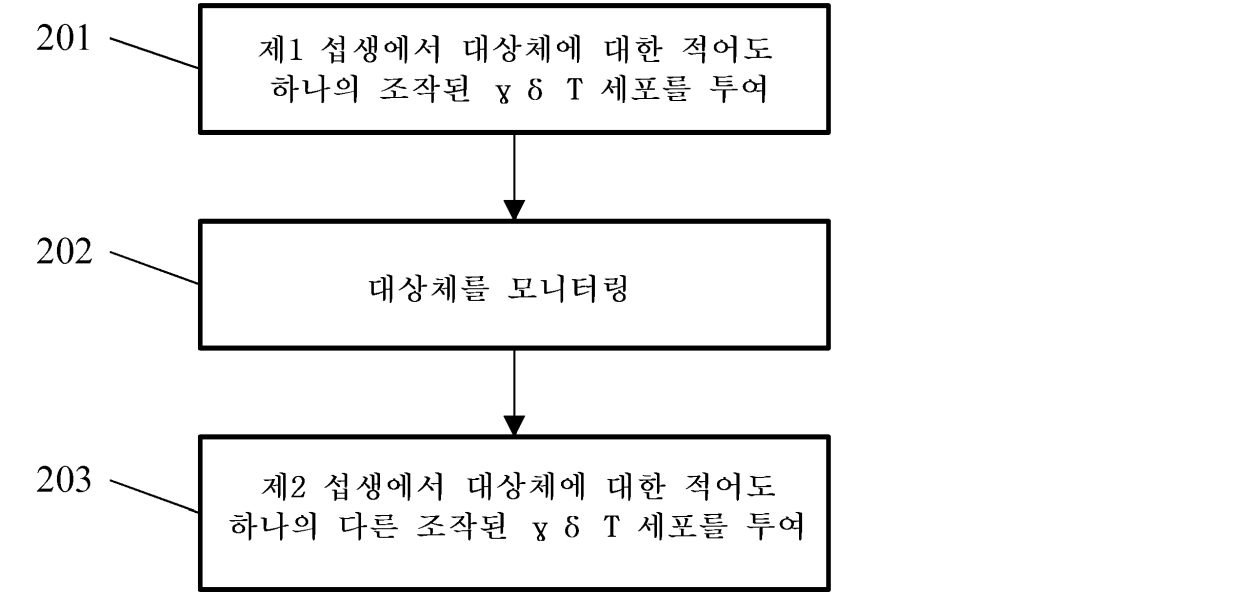 201
제1 섭생에서 대상체에 대한 적어도
하나의 조작된 ɣ δ T 세포를 투여
202
대상체를 모니터링
203
제2 섭생에서 대상체에 대한 적어도
하나의 다른 조작된 ɣ δ T 세포를 투여